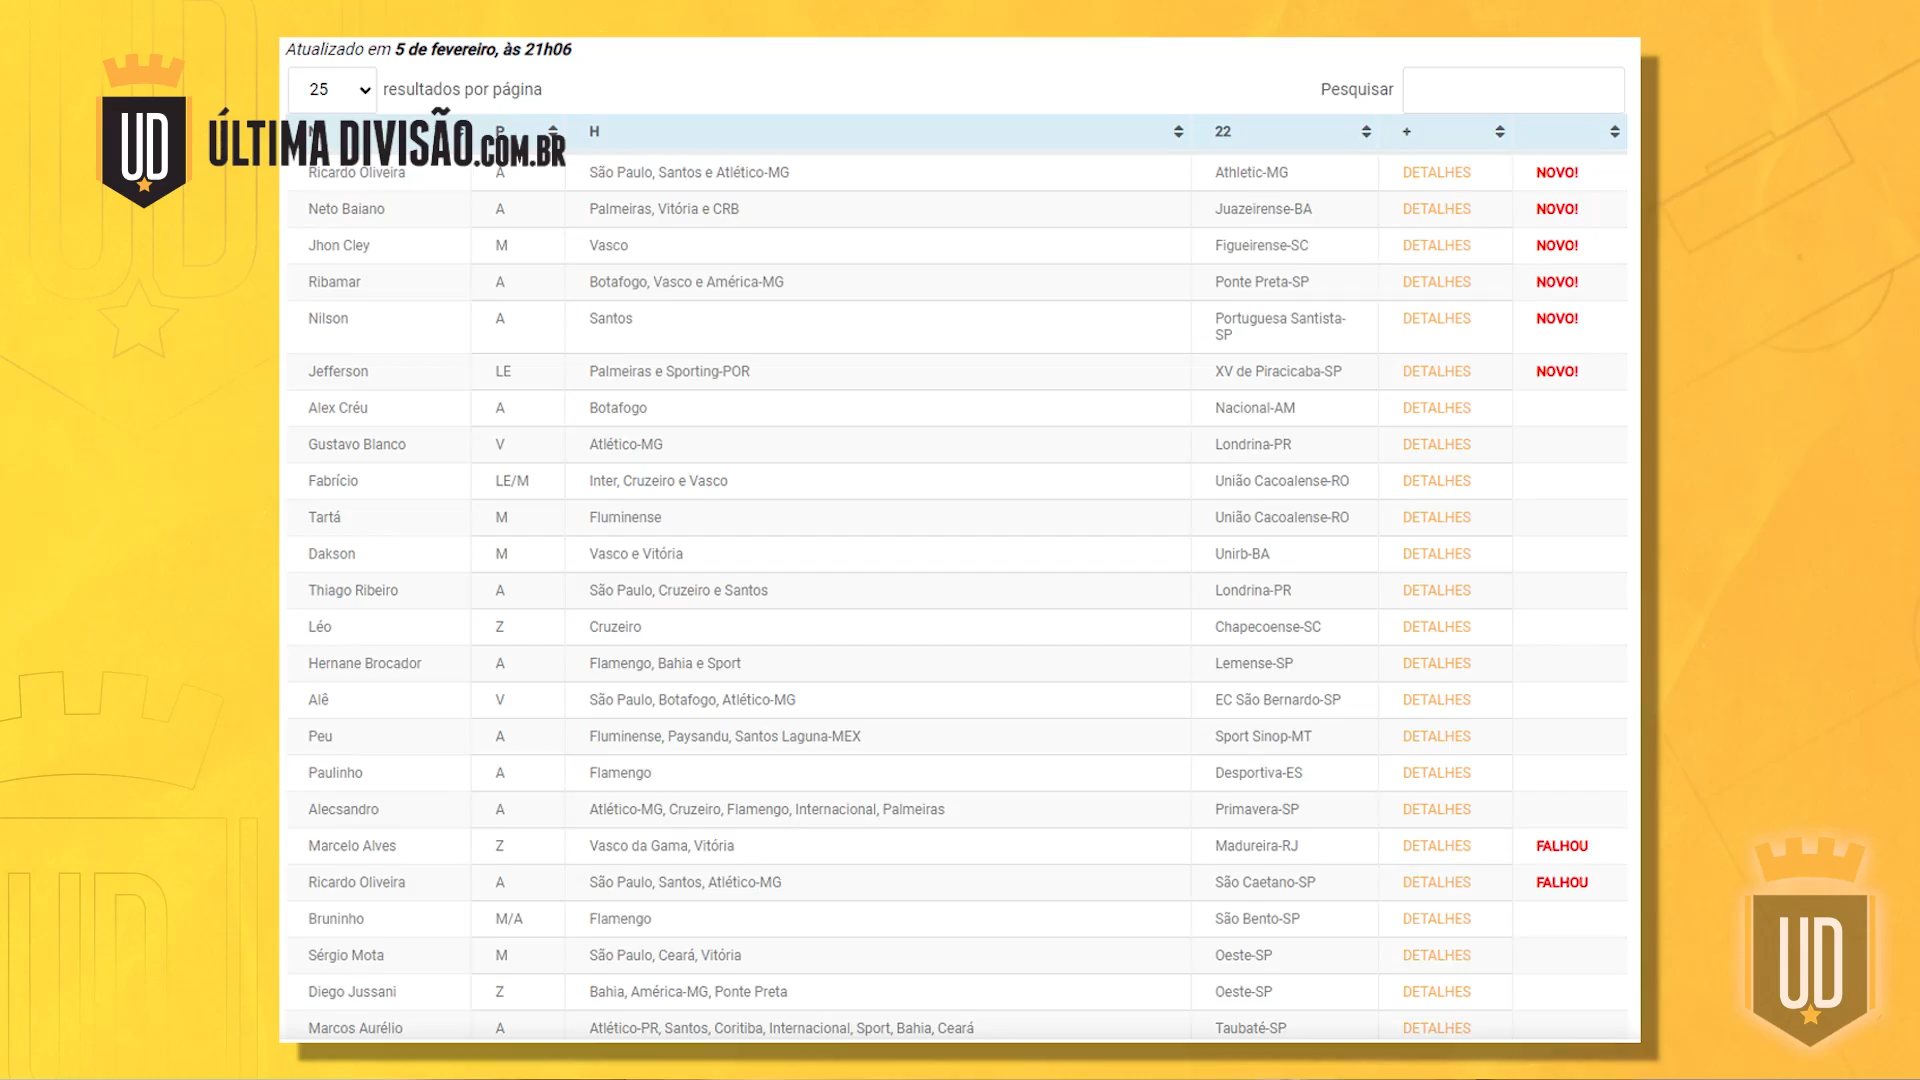 Atualizado em 5 de fevereiro, às 21h06
25 resultados por página Pesquisar
UD ÚLTIMA DIVISÃO.COM.BR
N P H 22 +
Ricardo Oliveira A São Paulo, Santos e Atlético-MG Athletic-MG DETALHES NOVO!
Neto Baiano A Palmeiras, Vitória e CRB Juazeirense-BA DETALHES NOVO!
Jhon Cley M Vasco Figueirense-SC DETALHES NOVO!
Ribamar A Botafogo, Vasco e América-MG Ponte Preta-SP DETALHES NOVO!
Nilson A Santos Portuguesa Santista- DETALHES NOVO!
SP
Jefferson LE Palmeiras e Sporting-POR XV de Piracicaba-SP DETALHES NOVO!
Alex Créu A Botafogo Nacional-AM DETALHES
Gustavo Blanco V Atlético-MG Londrina-PR DETALHES
Fabrício LE/M Inter, Cruzeiro e Vasco União Cacoalense-RO DETALHES
Tartá M Fluminense União Cacoalense-RO DETALHES
Dakson M Vasco e Vitória Unirb-BA DETALHES
Thiago Ribeiro A São Paulo, Cruzeiro e Santos Londrina-PR DETALHES
Léo Z Cruzeiro Chapecoense-SC DETALHES
Hernane Brocador A Flamengo, Bahia e Sport Lemense-SP DETALHES
Alê V São Paulo, Botafogo, Atlético-MG EC São Bernardo-SP DETALHES
Peu A Fluminense, Paysandu, Santos Laguna-MEX Sport Sinop-MT DETALHES
Paulinho A Flamengo Desportiva-ES DETALHES
Alecsandro A Atlético-MG, Cruzeiro, Flamengo, Internacional, Palmeiras Primavera-SP DETALHES
Marcelo Alves Z Vasco da Gama, Vitória Madureira-RJ DETALHES FALHOU
Ricardo Oliveira A São Paulo, Santos, Atlético-MG São Caetano-SP DETALHES FALHOU
Bruninho M/A Flamengo São Bento-SP DETALHES
Sérgio Mota M São Paulo, Ceará, Vitória Oeste-SP DETALHES
Diego Jussani Z Bahia, América-MG, Ponte Preta Oeste-SP DETALHES
Marcos Aurélio A Atlético-PR, Santos, Coritiba, Internacional, Sport, Bahia, Ceará Taubaté-SP DETALHES
UD